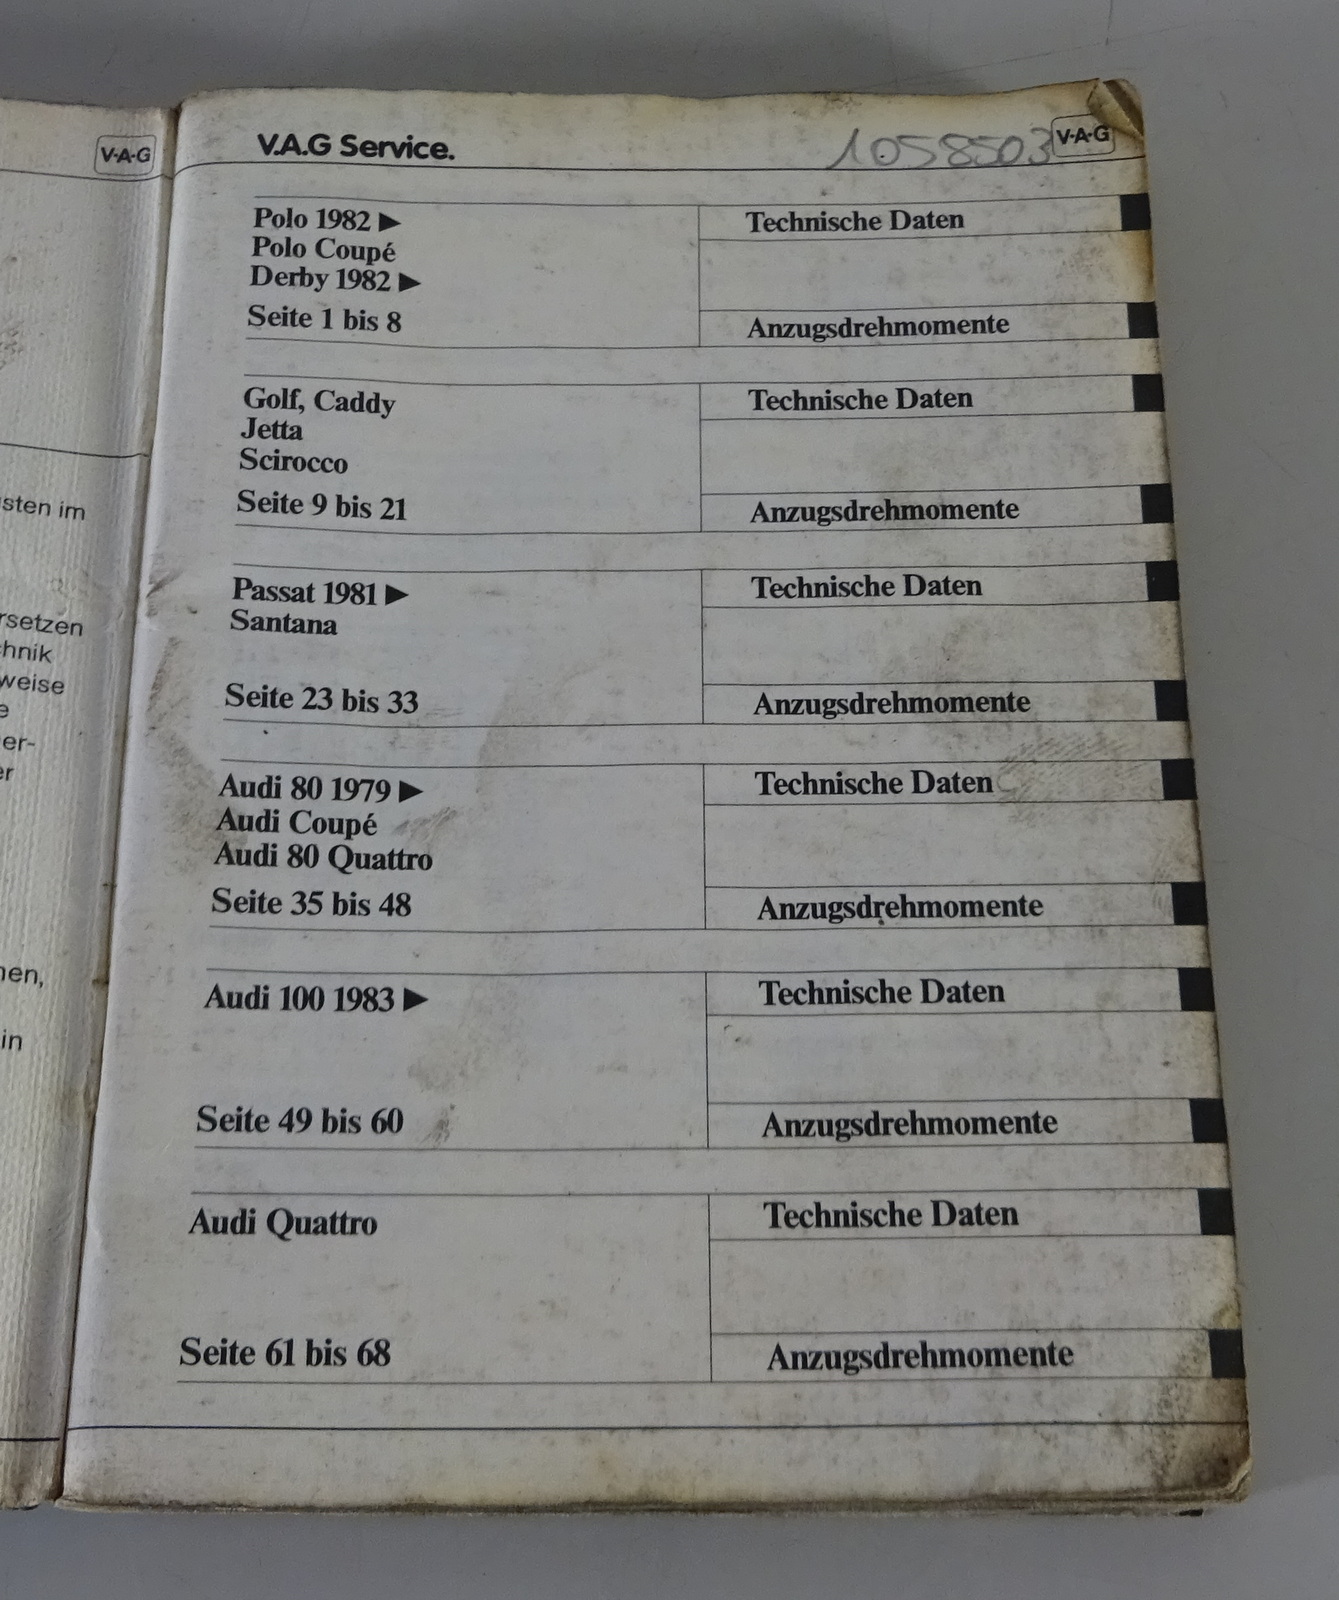 V·A·G
sten im
rsetzen
hnik
weise
e
er-
er
nen,
in
V.A.G Service.
1058503
V·A·G
Polo 1982 ▶
Polo Coupé
Derby 1982 ▶
Seite 1 bis 8
Technische Daten
Anzugsdrehmomente
Golf, Caddy
Jetta
Scirocco
Seite 9 bis 21
Technische Daten
Anzugsdrehmomente
Passat 1981 ▶
Santana
Seite 23 bis 33
Technische Daten
Anzugsdrehmomente
Audi 80 1979 ▶
Audi Coupé
Audi 80 Quattro
Seite 35 bis 48
Technische Daten
Anzugsdrehmomente
Audi 100 1983 ▶
Seite 49 bis 60
Technische Daten
Anzugsdrehmomente
Audi Quattro
Seite 61 bis 68
Technische Daten
Anzugsdrehmomente